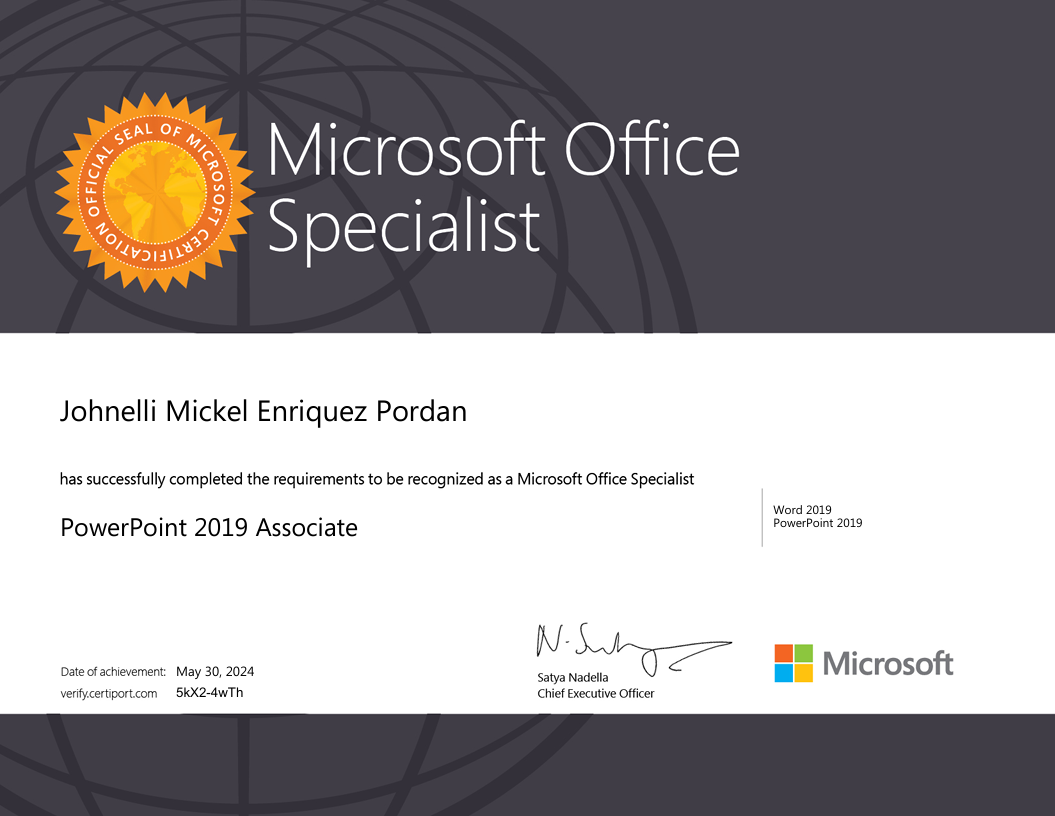 OFFICIAL SEAL OF MICROSOFT CERTIFICATION
Microsoft Office
Specialist
Johnelli Mickel Enriquez Pordan
has successfully completed the requirements to be recognized as a Microsoft Office Specialist
PowerPoint 2019 Associate
Word 2019
PowerPoint 2019
Date of achievement: May 30, 2024
verify.certiport.com 5kX2-4wTh
Satya Nadella
Chief Executive Officer
Microsoft